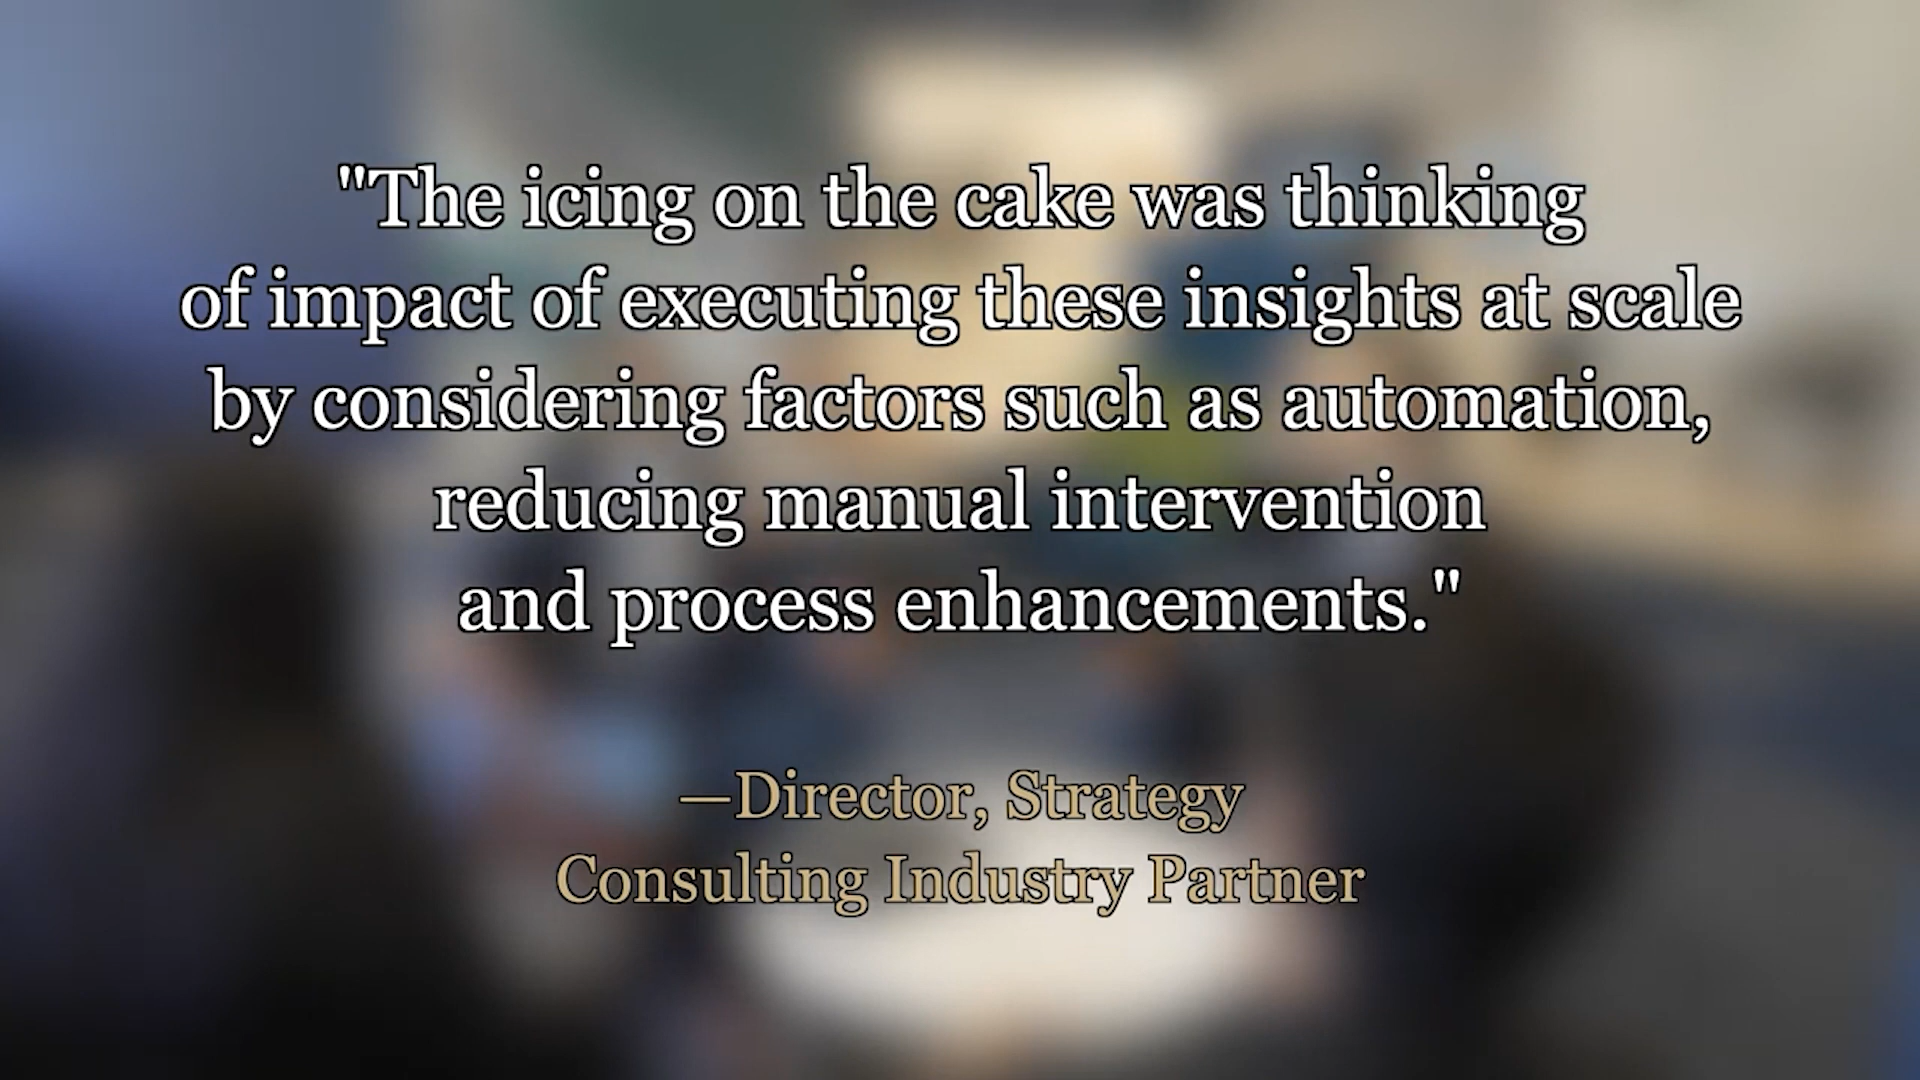 "The icing on the cake was thinking
of impact of executing these insights at scale
by considering factors such as automation,
reducing manual intervention
and process enhancements."
—Director, Strategy
Consulting Industry Partner